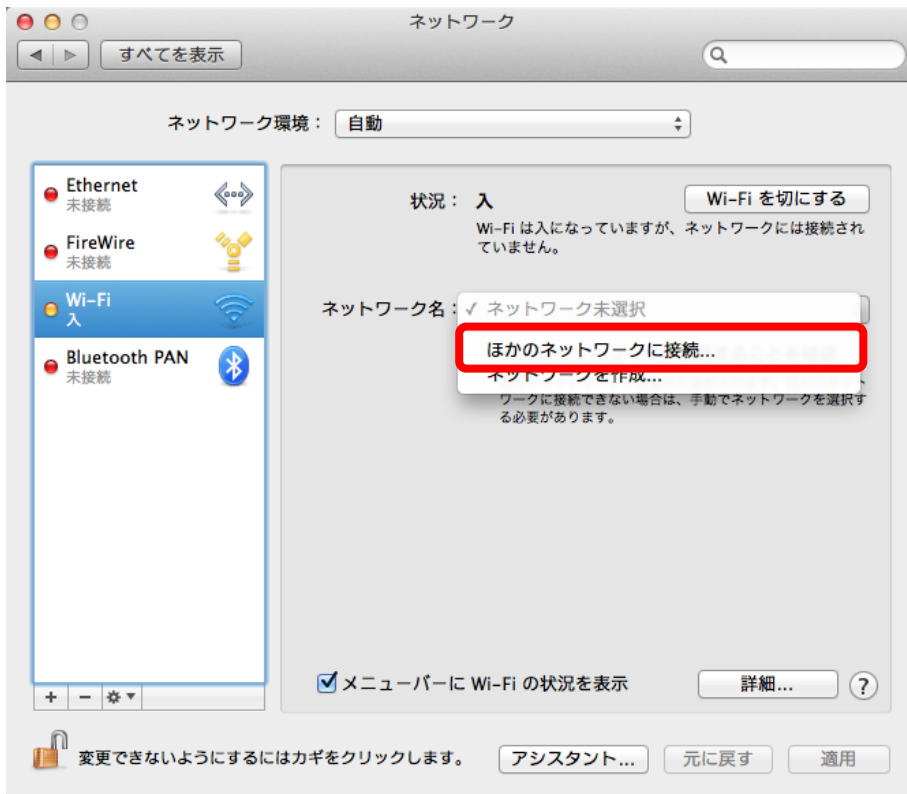 ネットワーク
すべてを表示
ネットワーク環境：
自動
Ethernet
未接続
FireWire
未接続
Wi-Fi
入
Bluetooth PAN
未接続
状況：
入
Wi-Fi を切にする
Wi-Fi は入になっていますが、ネットワークには接続され
ていません。
ネットワーク名：
✓ ネットワーク未選択
ほかのネットワークに接続...
ネットワークを作成...
ワークに接続できない場合は、手動でネットワークを選択す
る必要があります。
+ −
メニューバーに Wi-Fi の状況を表示
詳細...
?
変更できないようにするにはカギをクリックします。
アシスタント...
元に戻す
適用